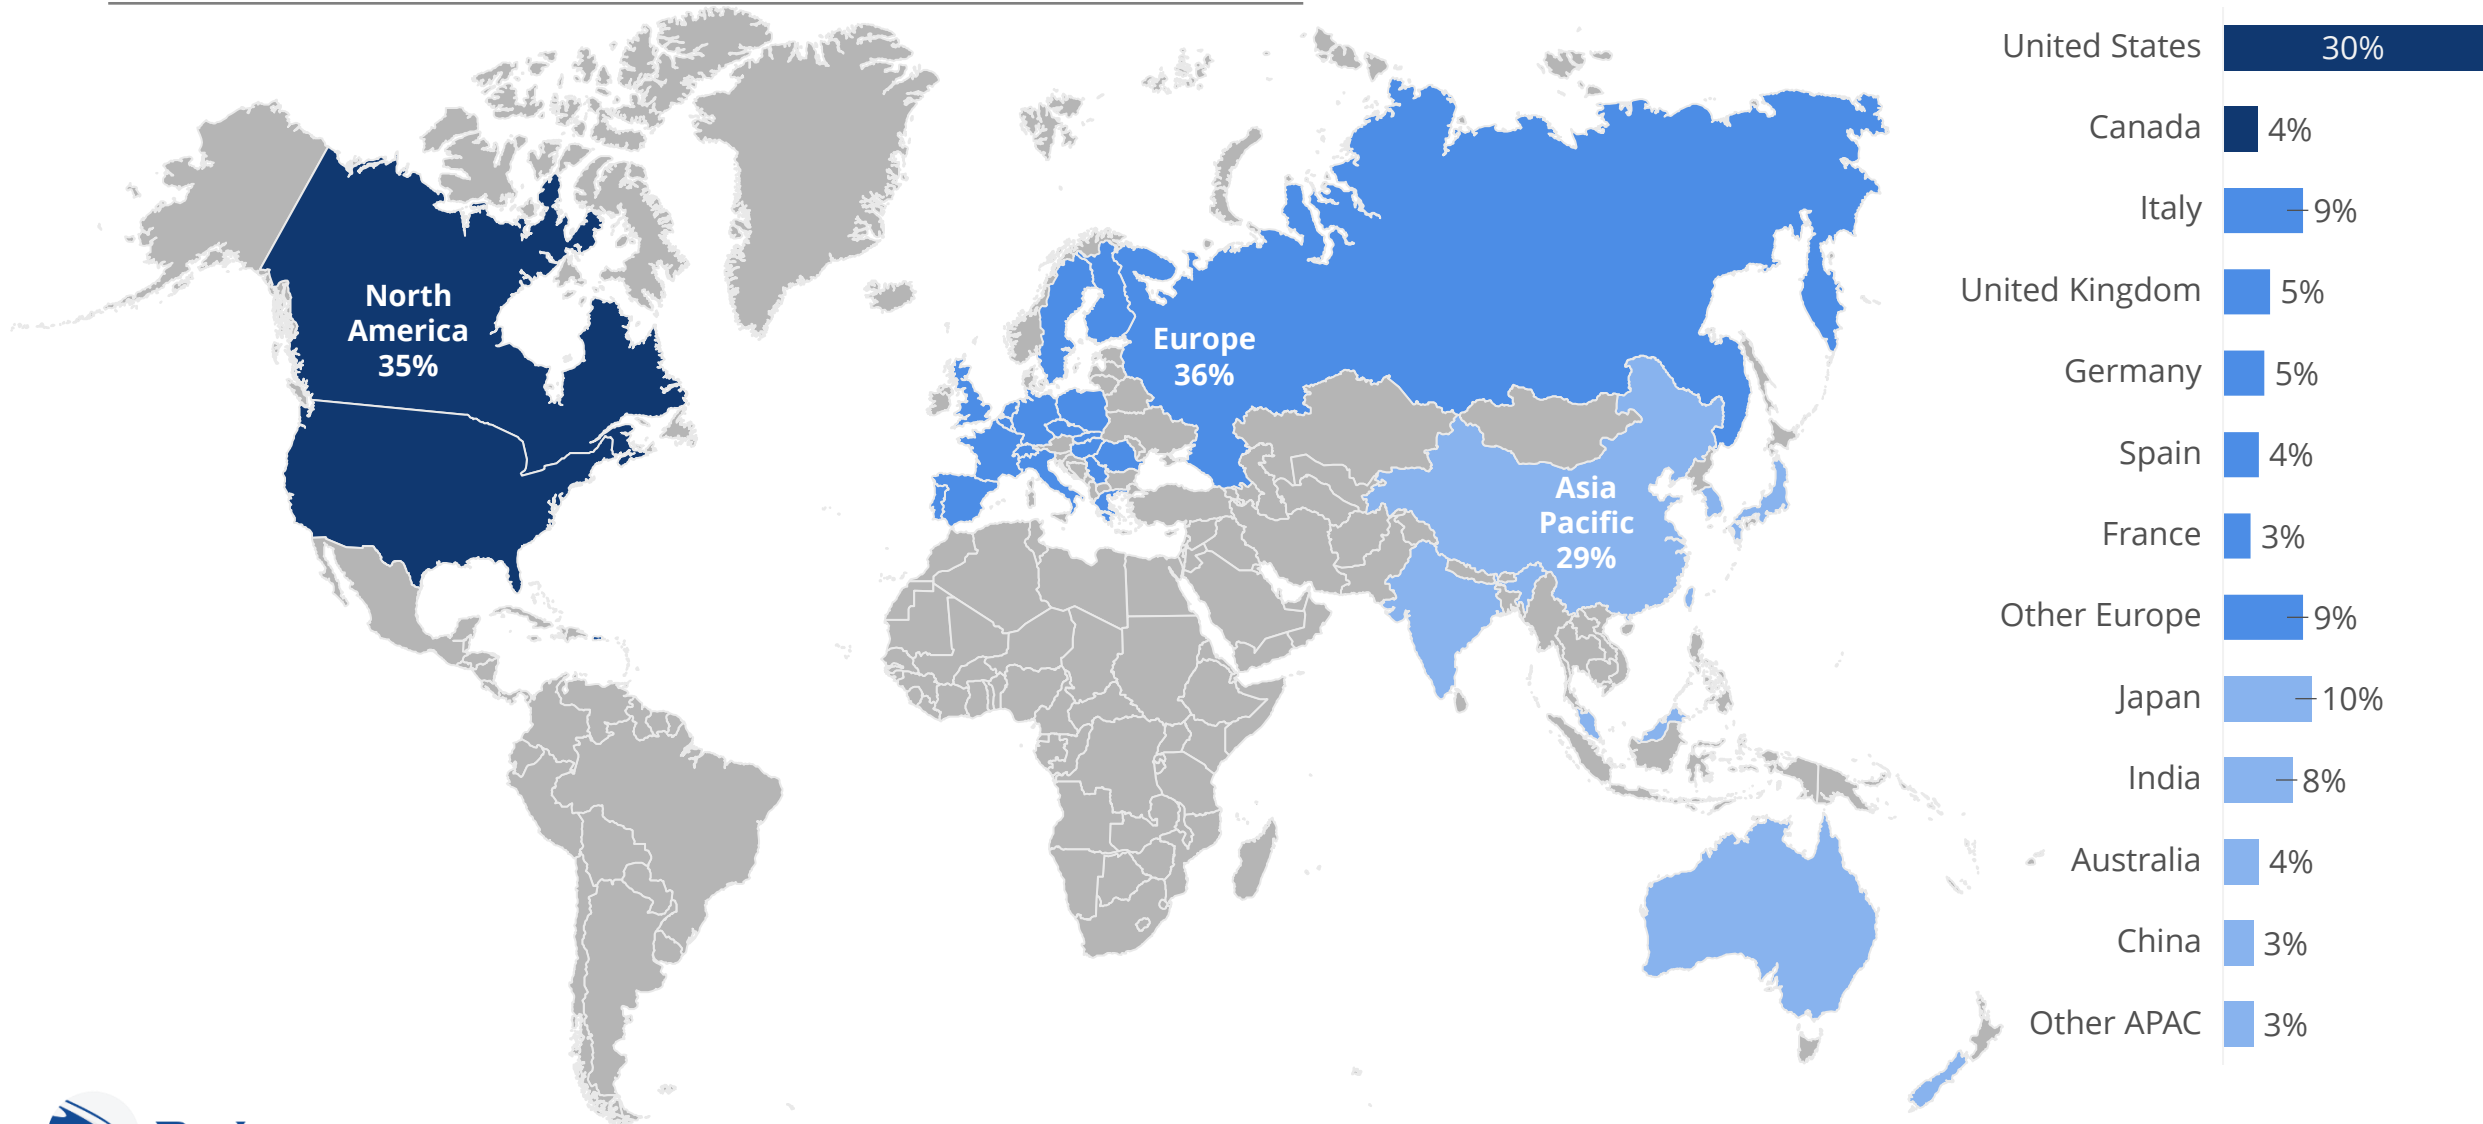 North
America
35%
Europe
36%
Asia
Pacific
29%
United States 30%
Canada 4%
Italy 9%
United Kingdom 5%
Germany 5%
Spain 4%
France 3%
Other Europe 9%
Japan 10%
India 8%
Australia 4%
China 3%
Other APAC 3%